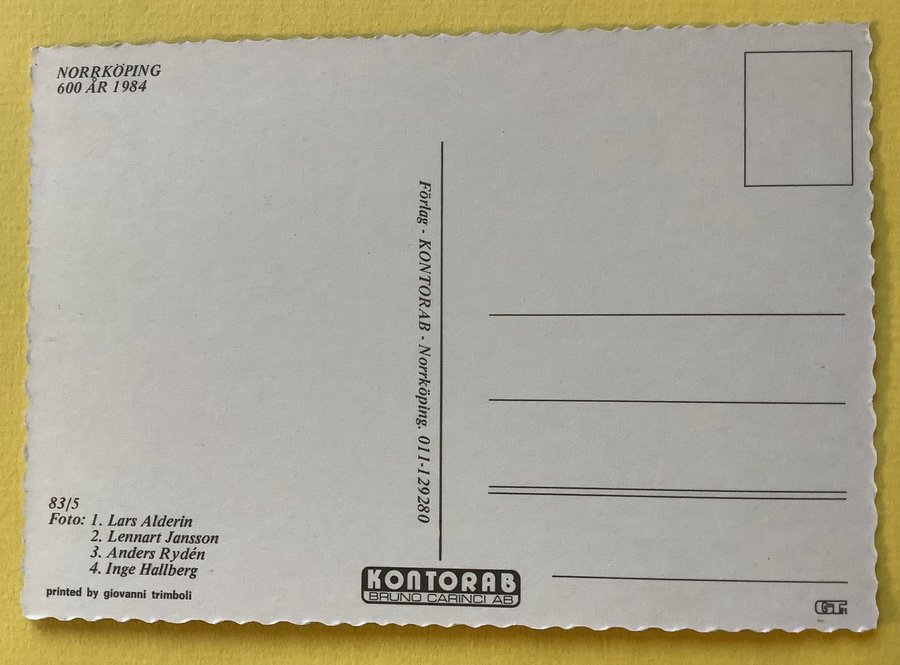 NORRKÖPING
600 ÅR 1984
Förlag - KONTORAB - Norrköping. 011-129280
83/5
Foto: 1. Lars Alderin
2. Lennart Jansson
3. Anders Rydén
4. Inge Hallberg
printed by giovanni trimboli
KONTORAB
BRUNO CARINCI AB